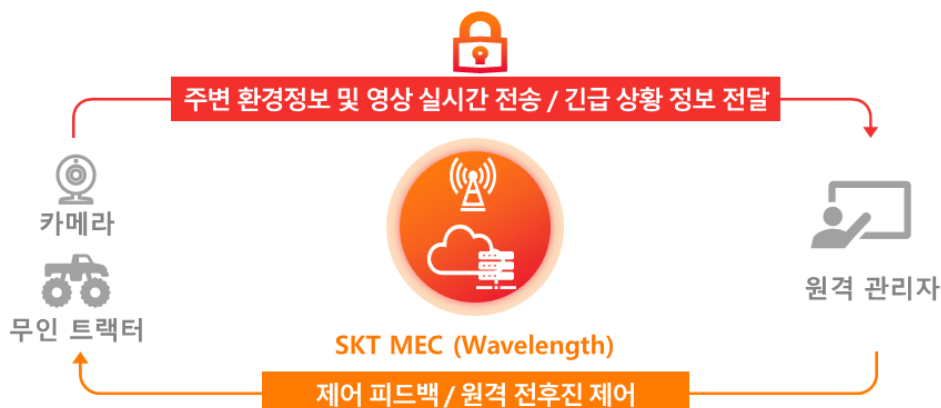 주변 환경정보 및 영상 실시간 전송 / 긴급 상황 정보 전달
카메라
무인 트랙터
원격 관리자
SKT MEC (Wavelength)
제어 피드백 / 원격 전후진 제어